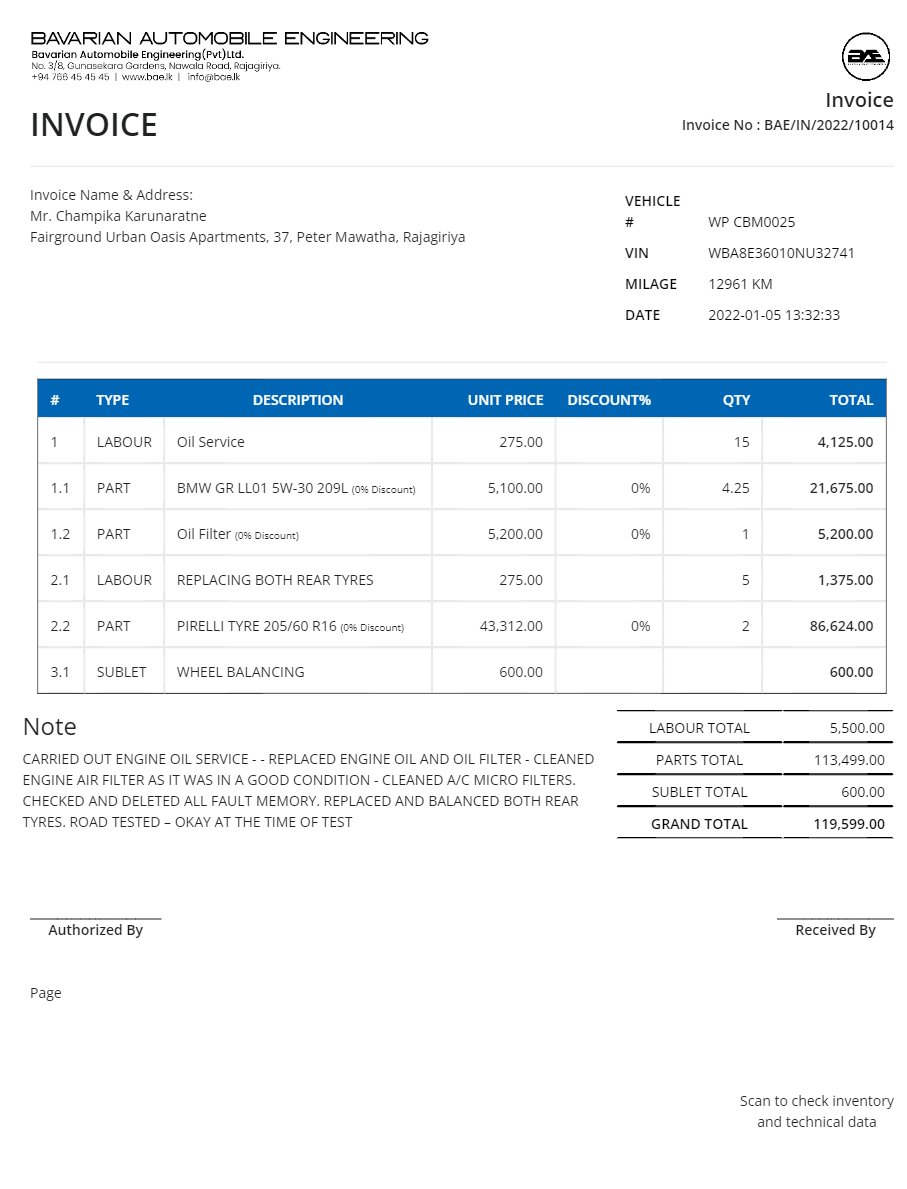 BAVARIAN AUTOMOBILE ENGINEERING
Bavarian Automobile Engineering(Pvt)Ltd.
No. 3/8, Gunasekara Gardens, Nawala Road, Rajagiriya.
+94 766 45 45 45 | www.bae.lk | info@bae.lk
BAE
Invoice
INVOICE
Invoice No : BAE/IN/2022/10014
Invoice Name & Address:
Mr. Champika Karunaratne
Fairground Urban Oasis Apartments, 37, Peter Mawatha, Rajagiriya
VEHICLE
# WP CBM0025
VIN WBA8E36010NU32741
MILAGE 12961 KM
DATE 2022-01-05 13:32:33
# TYPE DESCRIPTION UNIT PRICE DISCOUNT% QTY TOTAL
1 LABOUR Oil Service 275.00 15 4,125.00
1.1 PART BMW GR LL01 5W-30 209L (0% Discount) 5,100.00 0% 4.25 21,675.00
1.2 PART Oil Filter (0% Discount) 5,200.00 0% 1 5,200.00
2.1 LABOUR REPLACING BOTH REAR TYRES 275.00 5 1,375.00
2.2 PART PIRELLI TYRE 205/60 R16 (0% Discount) 43,312.00 0% 2 86,624.00
3.1 SUBLET WHEEL BALANCING 600.00 600.00
Note
CARRIED OUT ENGINE OIL SERVICE - - REPLACED ENGINE OIL AND OIL FILTER - CLEANED
ENGINE AIR FILTER AS IT WAS IN A GOOD CONDITION - CLEANED A/C MICRO FILTERS.
CHECKED AND DELETED ALL FAULT MEMORY. REPLACED AND BALANCED BOTH REAR
TYRES. ROAD TESTED – OKAY AT THE TIME OF TEST
LABOUR TOTAL 5,500.00
PARTS TOTAL 113,499.00
SUBLET TOTAL 600.00
GRAND TOTAL 119,599.00
Authorized By
Received By
Page
Scan to check inventory
and technical data